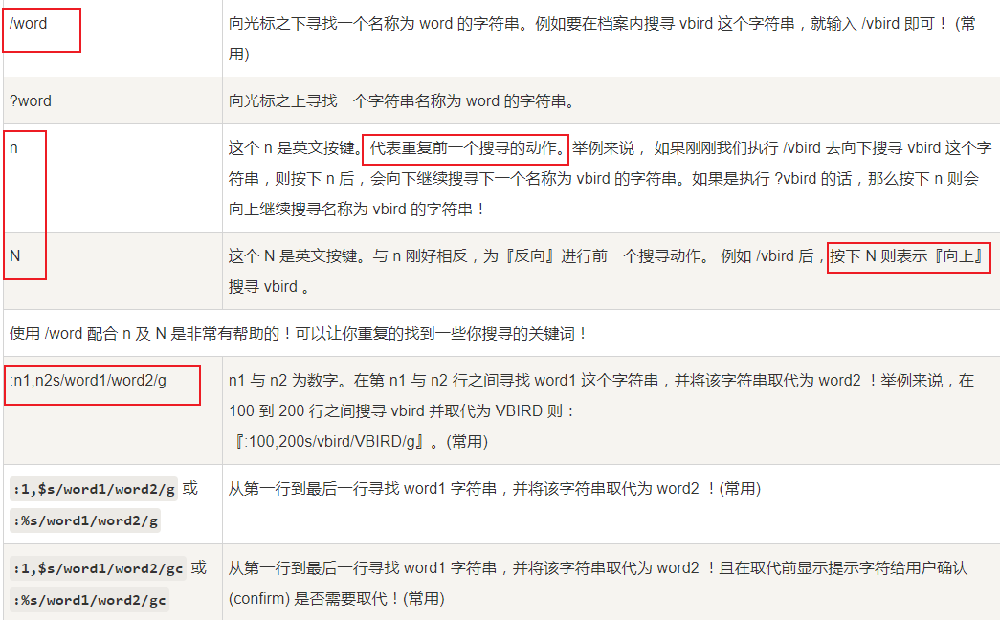 /word
向光标之下寻找一个名称为 word 的字符串。例如要在档案内搜寻 vbird 这个字符串，就输入 /vbird 即可！ (常
用)
?word
向光标之上寻找一个字符串名称为 word 的字符串。
n
这个 n 是英文按键。代表重复前一个搜寻的动作。举例来说， 如果刚刚我们执行 /vbird 去向下搜寻 vbird 这个字
符串，则按下 n 后，会向下继续搜寻下一个名称为 vbird 的字符串。如果是执行 ?vbird 的话，那么按下 n 则会
向上继续搜寻名称为 vbird 的字符串！
N
这个 N 是英文按键。与 n 刚好相反，为『反向』进行前一个搜寻动作。 例如 /vbird 后，按下 N 则表示『向上』
搜寻 vbird 。
使用 /word 配合 n 及 N 是非常有帮助的！可以让你重复的找到一些你搜寻的关键词！
:n1,n2s/word1/word2/g
n1 与 n2 为数字。在第 n1 与 n2 行之间寻找 word1 这个字符串，并将该字符串取代为 word2 ！举例来说，在
100 到 200 行之间搜寻 vbird 并取代为 VBIRD 则：
『:100,200s/vbird/VBIRD/g』。(常用)
:1,$s/word1/word2/g 或
:%s/word1/word2/g
从第一行到最后一行寻找 word1 字符串，并将该字符串取代为 word2 ！(常用)
:1,$s/word1/word2/gc 或
:%s/word1/word2/gc
从第一行到最后一行寻找 word1 字符串，并将该字符串取代为 word2 ！且在取代前显示提示字符给用户确认
(confirm) 是否需要取代！(常用)